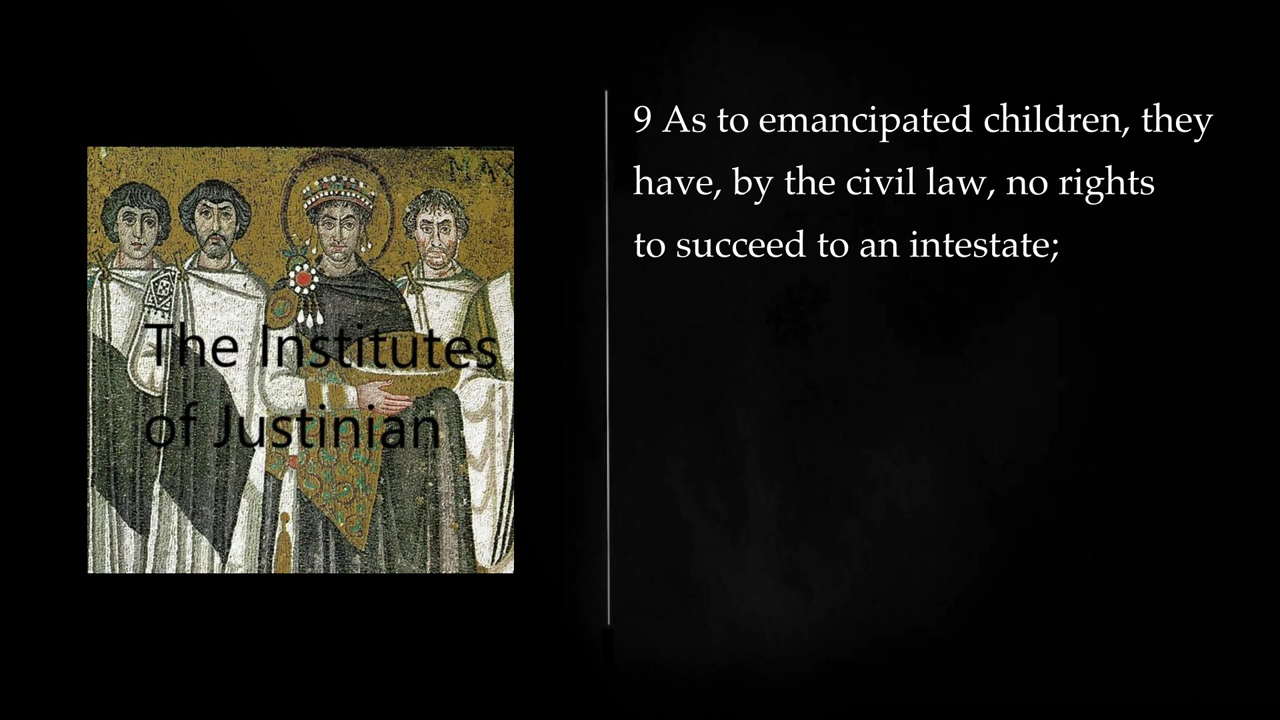 MAX
The Institutes
of Justinian
9 As to emancipated children, they
have, by the civil law, no rights
to succeed to an intestate;